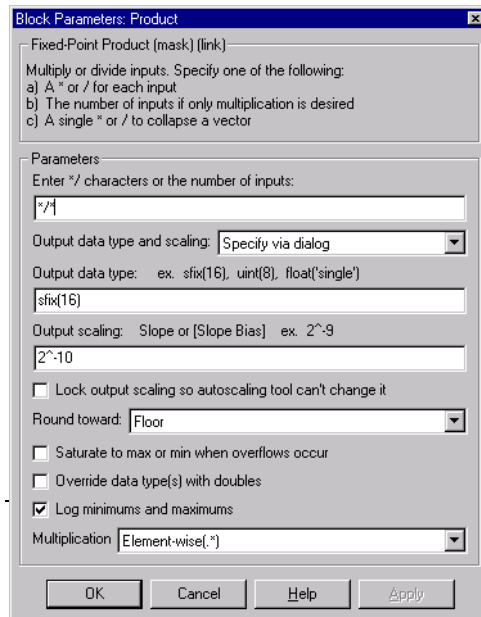 Block Parameters: Product
Fixed-Point Product (mask) (link)
Multiply or divide inputs. Specify one of the following:
a) A * or / for each input
b) The number of inputs if only multiplication is desired
c) A single * or / to collapse a vector
Parameters
Enter */ characters or the number of inputs:
*/*
Output data type and scaling: Specify via dialog
Output data type: ex. sfix(16), uint(8), float('single')
sfix(16)
Output scaling: Slope or [Slope Bias] ex. 2^-9
2^-10
Lock output scaling so autoscaling tool can't change it
Round toward: Floor
Saturate to max or min when overflows occur
Override data type(s) with doubles
Log minimums and maximums
Multiplication Element-wise(.*)
OK Cancel Help Apply